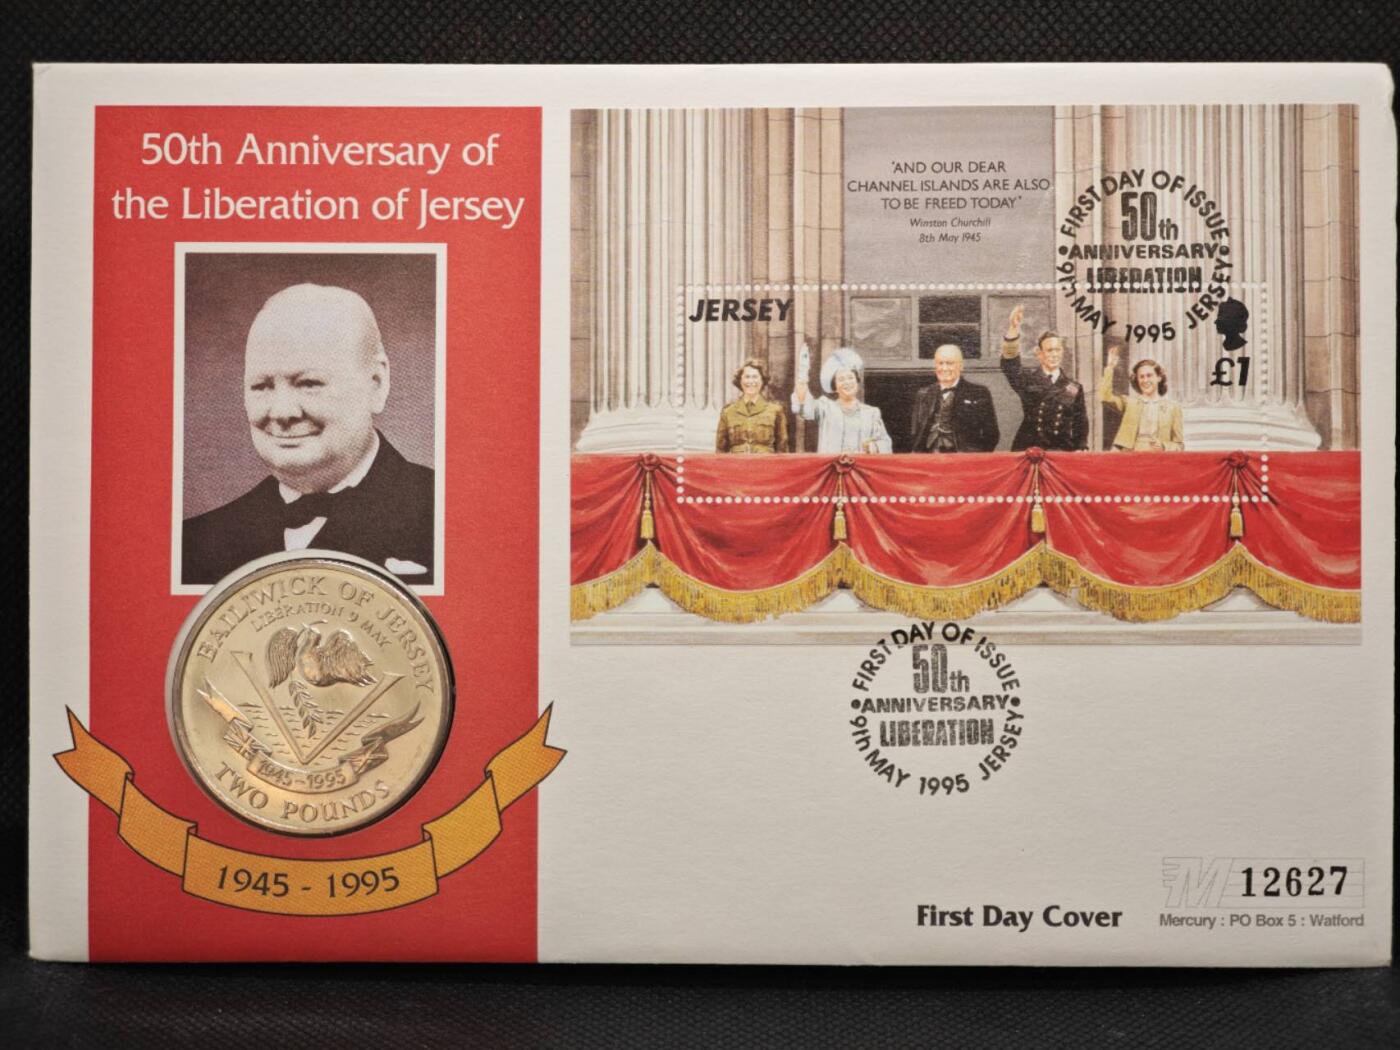 50th Anniversary of
the Liberation of Jersey
BAILIWICK OF JERSEY
LIBERATION 9 MAY
1945-1995
TWO POUNDS
1945 - 1995
'AND OUR DEAR
CHANNEL ISLANDS ARE ALSO
TO BE FREED TODAY'
Winston Churchill
8th May 1945
JERSEY
£1
FIRST DAY OF ISSUE
50th
ANNIVERSARY
LIBERATION
9th MAY 1995 JERSEY
FIRST DAY OF ISSUE
50th
ANNIVERSARY
LIBERATION
9th MAY 1995 JERSEY
First Day Cover
M 12627
Mercury : PO Box 5 : Watford